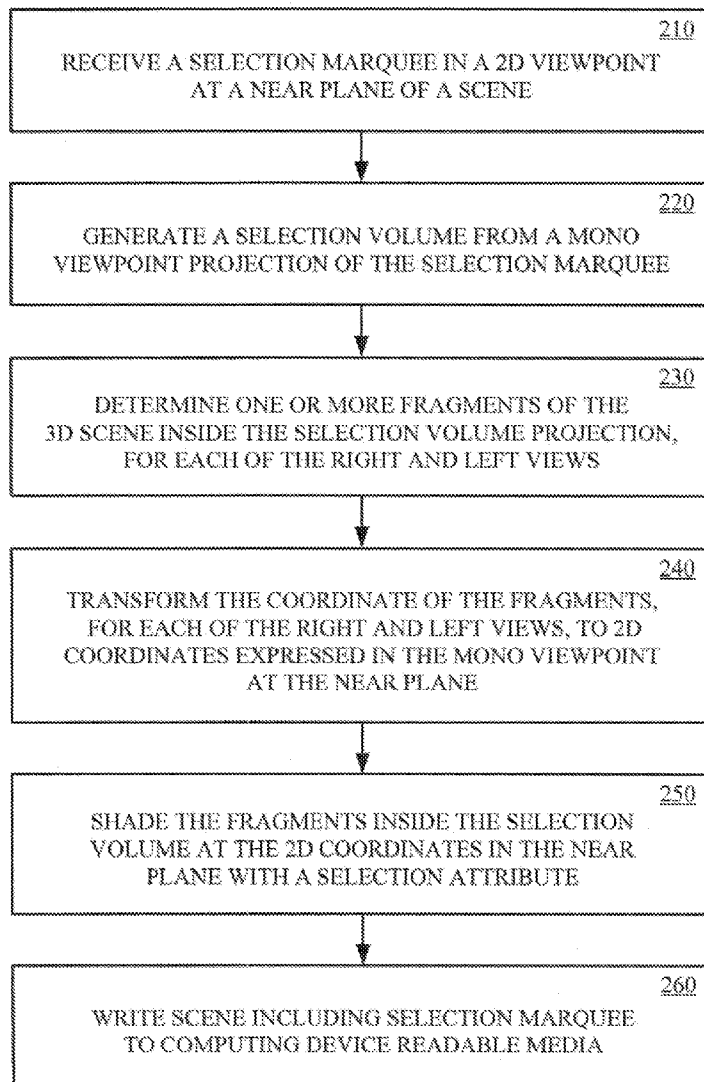 210
RECEIVE A SELECTION MARQUEE IN A 2D VIEWPOINT
AT A NEAR PLANE OF A SCENE
220
GENERATE A SELECTION VOLUME FROM A MONO
VIEWPOINT PROJECTION OF THE SELECTION MARQUEE
230
DETERMINE ONE OR MORE FRAGMENTS OF THE
3D SCENE INSIDE THE SELECTION VOLUME PROJECTION,
FOR EACH OF THE RIGHT AND LEFT VIEWS
240
TRANSFORM THE COORDINATE OF THE FRAGMENTS,
FOR EACH OF THE RIGHT AND LEFT VIEWS, TO 2D
COORDINATES EXPRESSED IN THE MONO VIEWPOINT
AT THE NEAR PLANE
250
SHADE THE FRAGMENTS INSIDE THE SELECTION
VOLUME AT THE 2D COORDINATES IN THE NEAR
PLANE WITH A SELECTION ATTRIBUTE
260
WRITE SCENE INCLUDING SELECTION MARQUEE
TO COMPUTING DEVICE READABLE MEDIA